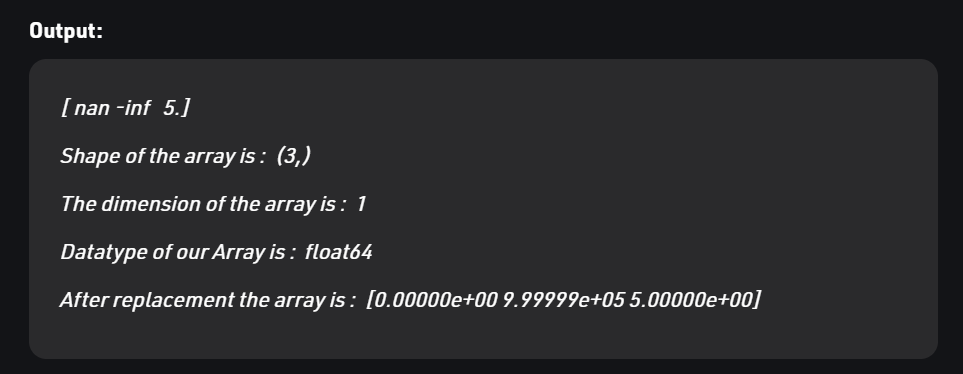 Output:
[ nan -inf  5.]
Shape of the array is :  (3,)
The dimension of the array is :  1
Datatype of our Array is :  float64
After replacement the array is :  [0.00000e+00 9.99999e+05 5.00000e+00]